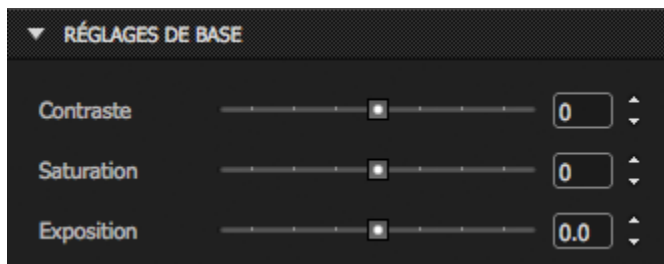 RÉGLAGES DE BASE
Contraste 0
Saturation 0
Exposition 0.0